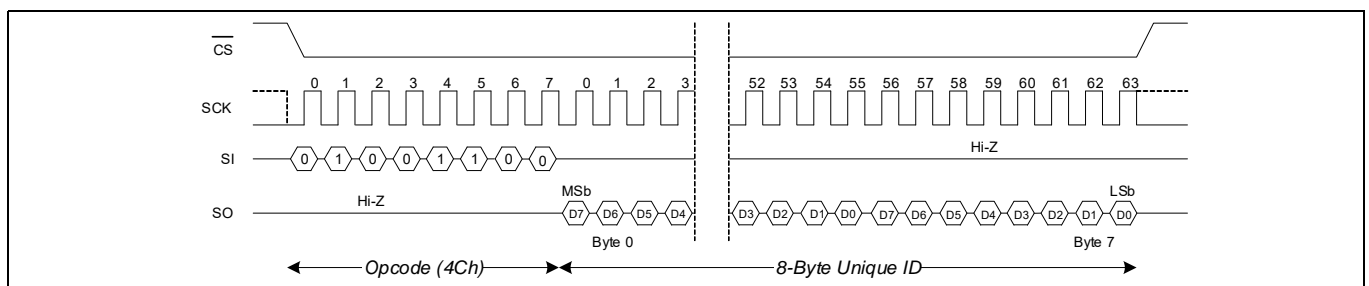 CS
0 1 2 3 4 5 6 7 0 1 2 3 52 53 54 55 56 57 58 59 60 61 62 63
SCK
Hi-Z
SI 0 1 0 0 1 1 0 0
Hi-Z MSb LSb
SO D7 D6 D5 D4 D3 D2 D1 D0 D7 D6 D5 D4 D3 D2 D1 D0
Byte 0 Byte 7
Opcode (4Ch) 8-Byte Unique ID